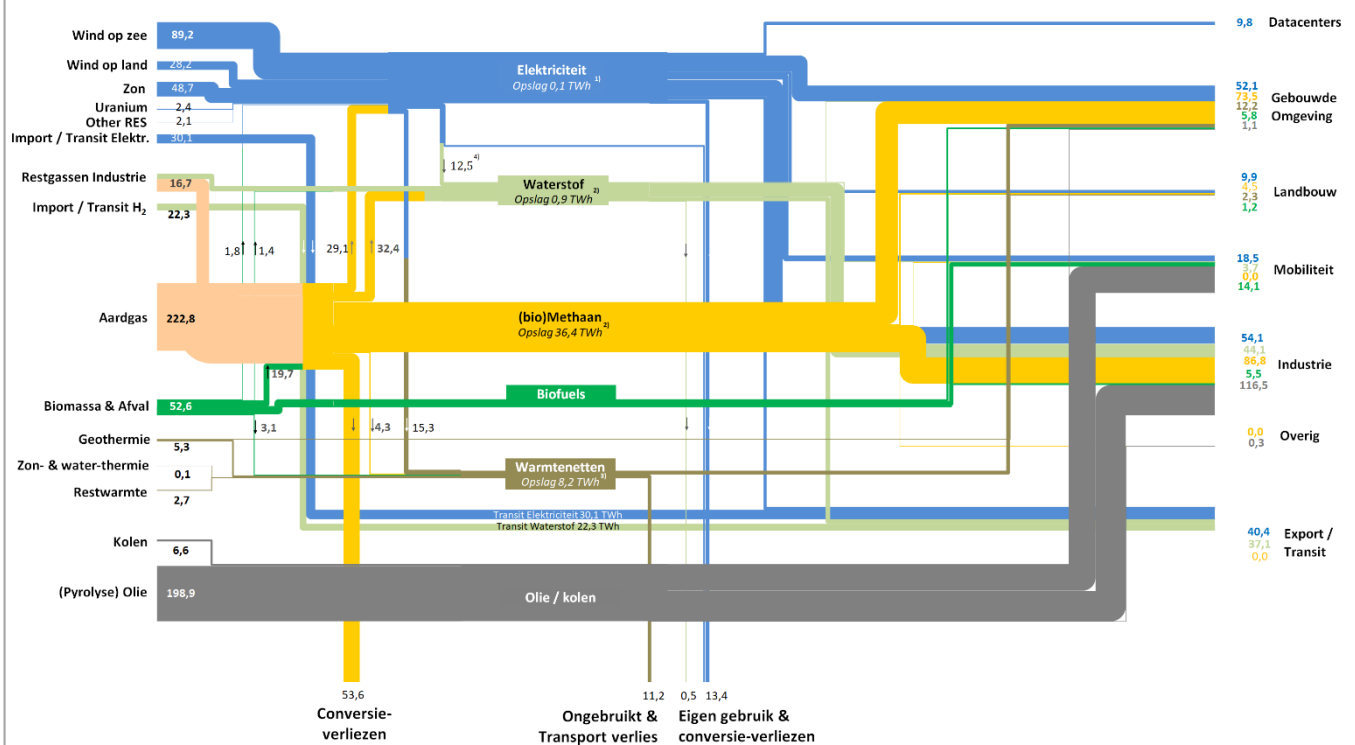 Wind op zee
89,2
Wind op land
28,2
Zon
48,7
Uranium
2,4
Other RES
2,1
Import / Transit Elektr.
30,1
Restgassen Industrie
16,7
Import / Transit H2
22,3
Aardgas
222,8
Biomassa & Afval
52,6
Geothermie
5,3
Zon- & water-thermie
0,1
Restwarmte
2,7
Kolen
6,6
(Pyrolyse) Olie
198,9
1,8
1,4
29,1
32,4
19,7
3,1
4,3
15,3
12,5 4)
Elektriciteit
Opslag 0,1 TWh 1)
Waterstof
Opslag 0,9 TWh 2)
(bio)Methaan
Opslag 36,4 TWh 2)
Biofuels
Warmtenetten
Opslag 8,2 TWh 3)
Transit Elektriciteit 30,1 TWh
Transit Waterstof 22,3 TWh
Olie / kolen
53,6
Conversie-
verliezen
11,2
Ongebruikt &
Transport verlies
0,5
13,4
Eigen gebruik &
conversie-verliezen
9,8
Datacenters
52,1
73,5
12,2
5,8
1,1
Gebouwde
Omgeving
9,9
4,5
2,3
1,2
Landbouw
18,5
3,7
0,0
14,1
Mobiliteit
54,1
44,1
86,8
5,5
116,5
Industrie
0,0
0,3
Overig
40,4
37,1
0,0
Export /
Transit